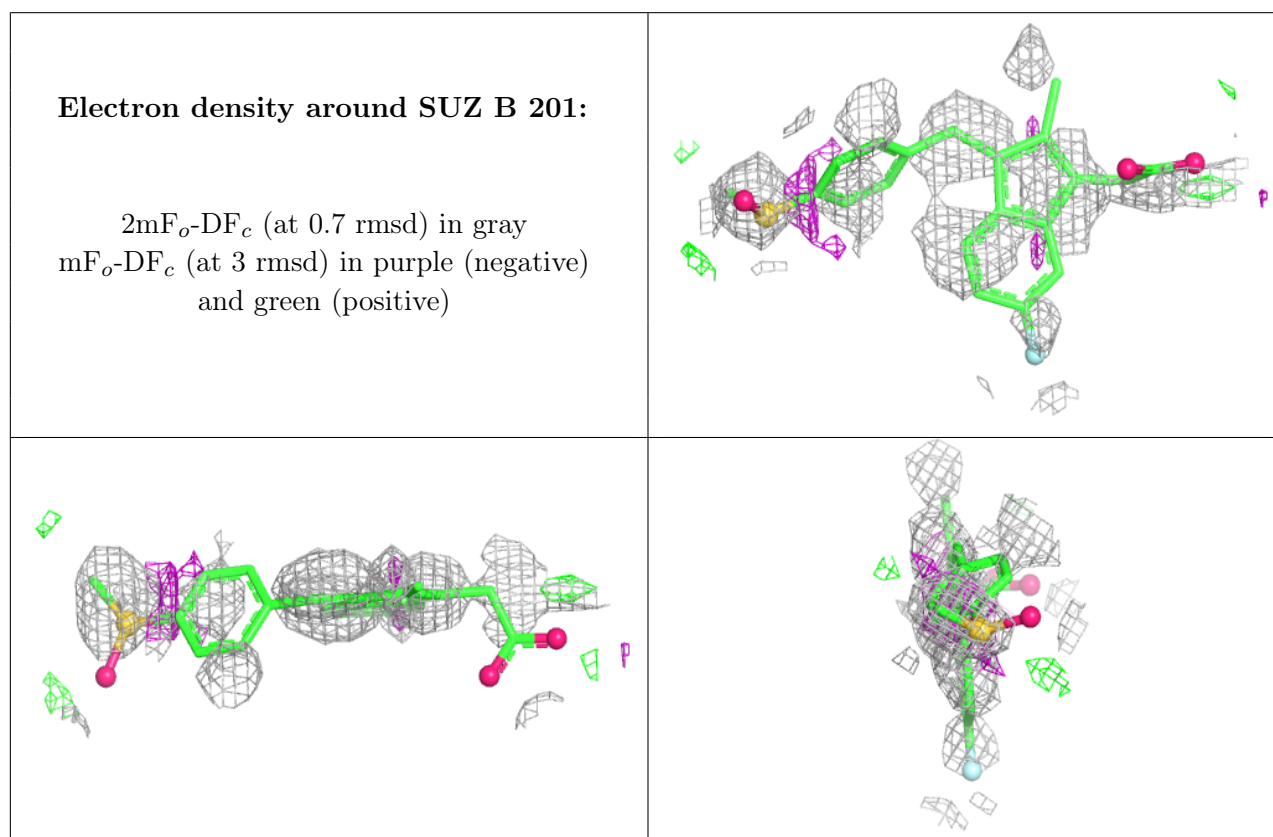 Electron density around SUZ B 201:
2mFo-DFc (at 0.7 rmsd) in gray
mFo-DFc (at 3 rmsd) in purple (negative)
and green (positive)